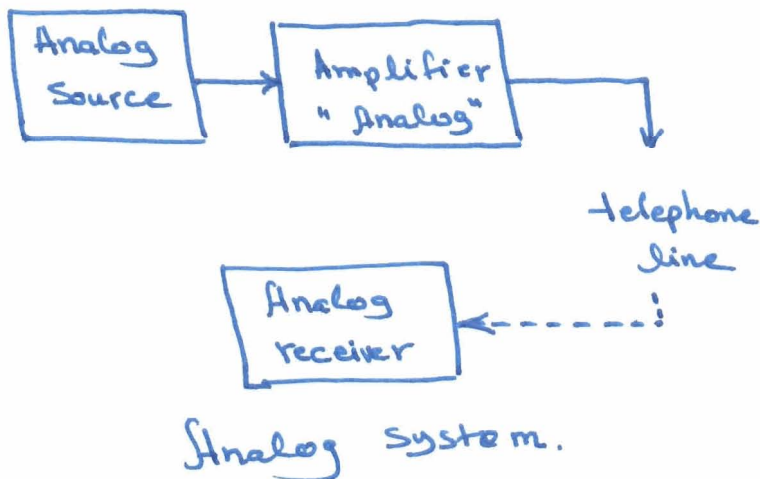 Analog
Source
Amplifier
"Analog"
telephone
line
Analog
receiver
Analog system.